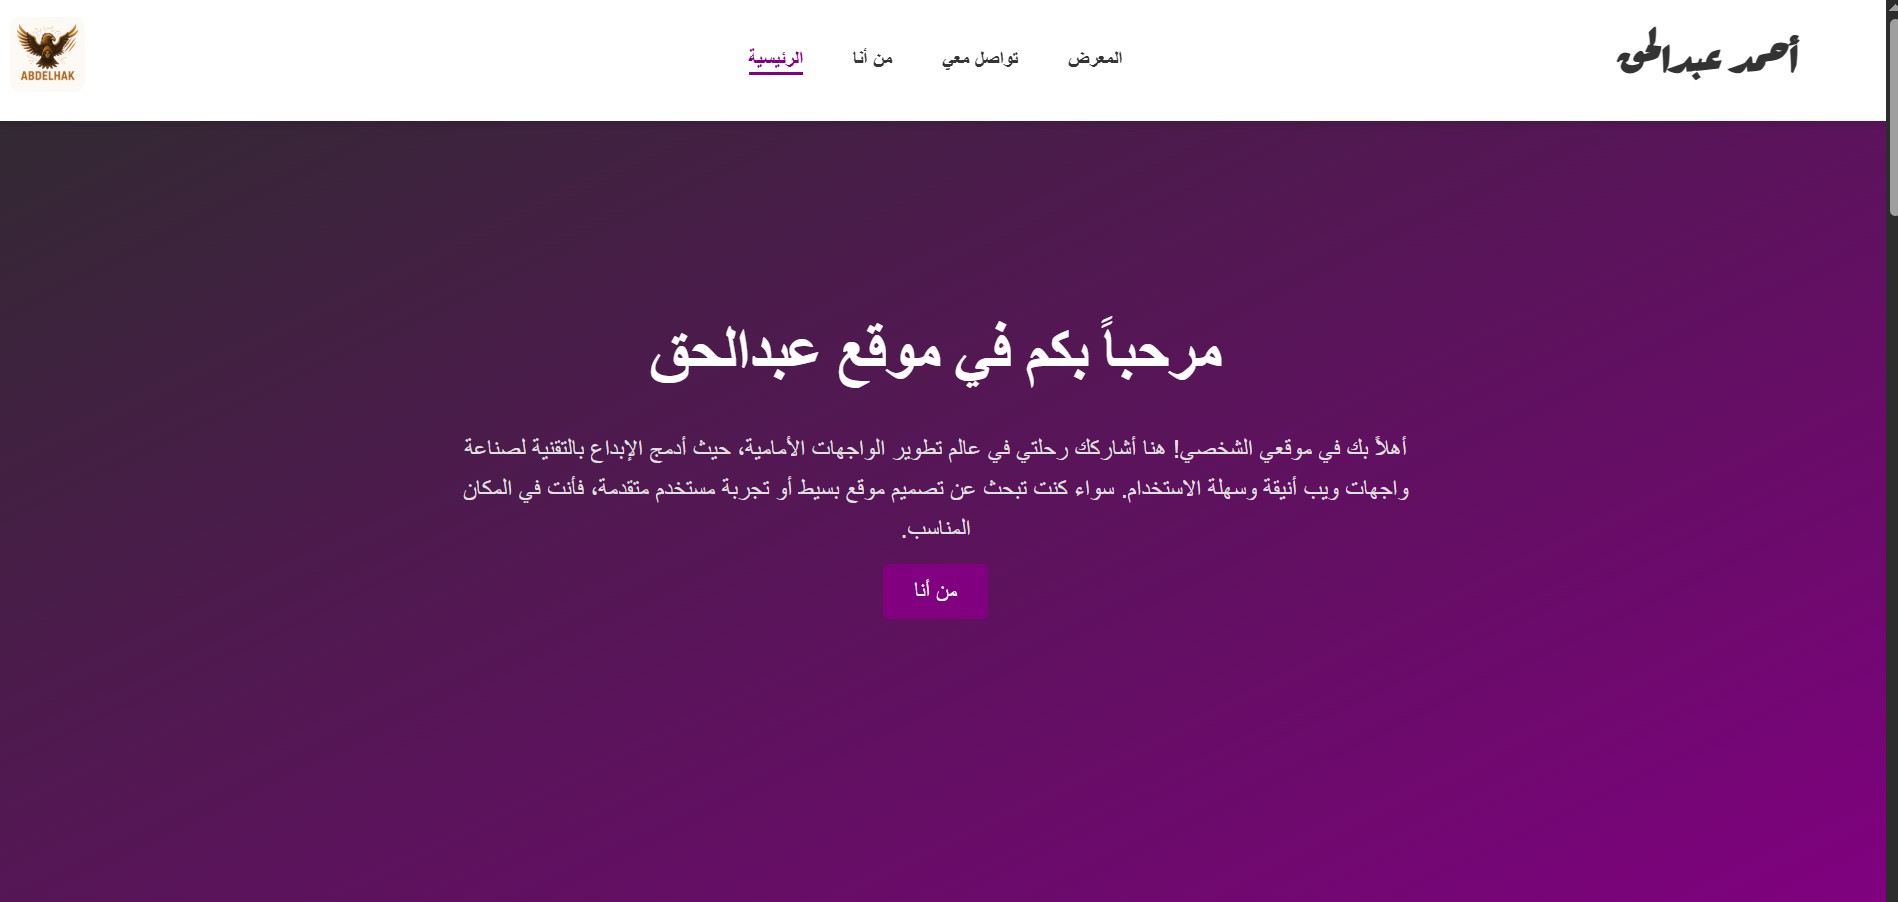 أحمد عبدالحق
المعرض
تواصل معي
من أنا
الرئيسية
ABDELHAK
مرحباً بكم في موقع عبدالحق
أهلاً بك في موقعي الشخصي! هنا أشاركك رحلتي في عالم تطوير الواجهات الأمامية، حيث أدمج الإبداع بالتقنية لصناعة
واجهات ويب أنيقة وسهلة الاستخدام. سواء كنت تبحث عن تصميم موقع بسيط أو تجربة مستخدم متقدمة، فأنت في المكان
المناسب.
من أنا